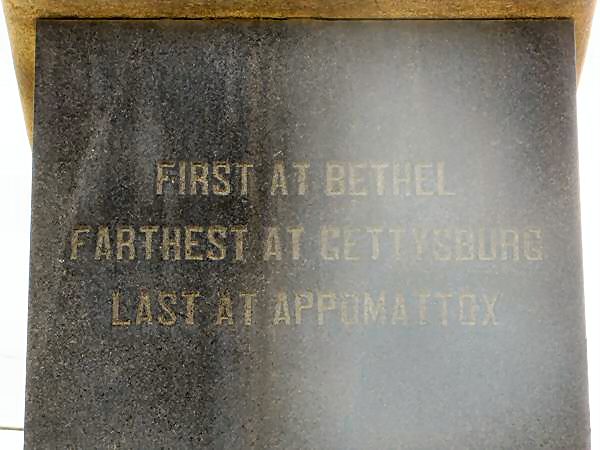 FIRST AT BETHEL
FARTHEST AT GETTYSBURG
LAST AT APPOMATTOX